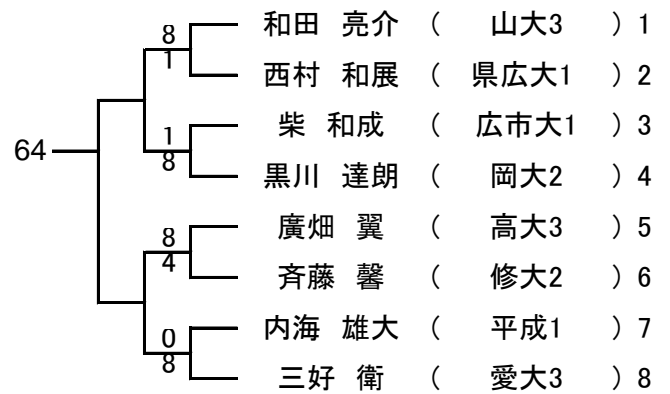 8 和田 亮介 ( 山大3 ) 1
1 西村 和展 ( 県広大1 ) 2
1 柴 和成 ( 広市大1 ) 3
64
8 黒川 達朗 ( 岡大2 ) 4
8 廣畑 翼 ( 高大3 ) 5
4 斉藤 馨 ( 修大2 ) 6
0 内海 雄大 ( 平成1 ) 7
8 三好 衛 ( 愛大3 ) 8